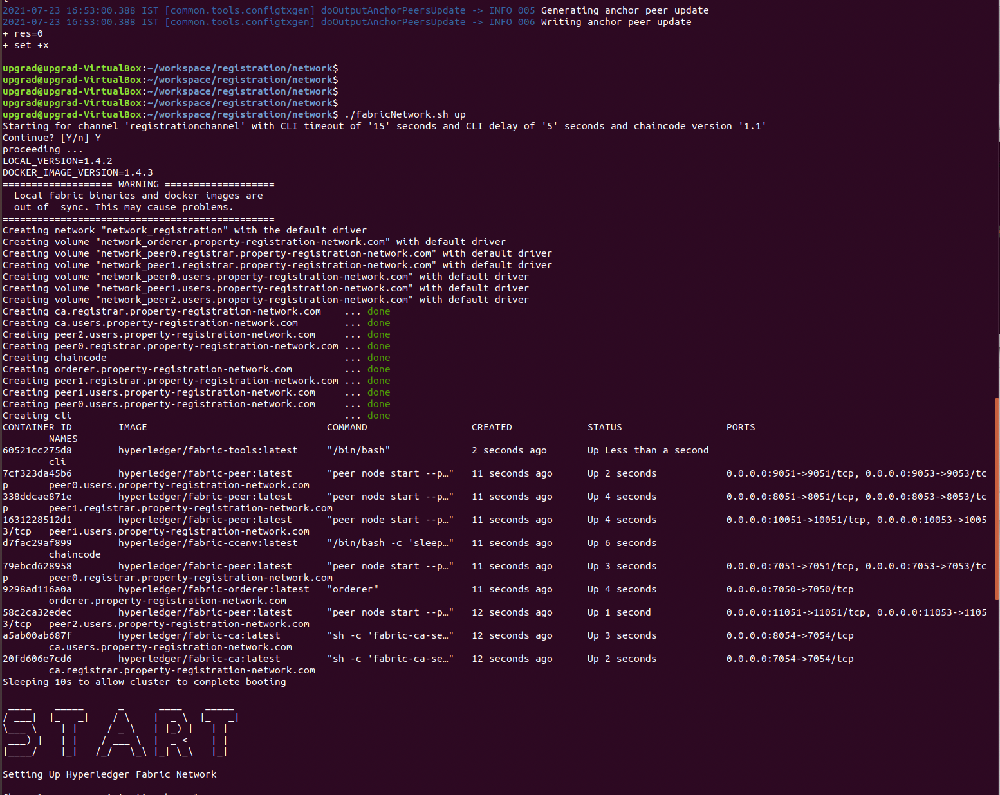 2021-07-23 16:53:00.388 IST [common.tools.configtxgen] doOutputAnchorPeersUpdate -> INFO 005 Generating anchor peer update
2021-07-23 16:53:00.388 IST [common.tools.configtxgen] doOutputAnchorPeersUpdate -> INFO 006 Writing anchor peer update
+ res=0
+ set +x
upgrad@upgrad-VirtualBox:~/workspace/registration/network$
upgrad@upgrad-VirtualBox:~/workspace/registration/network$
upgrad@upgrad-VirtualBox:~/workspace/registration/network$
upgrad@upgrad-VirtualBox:~/workspace/registration/network$
upgrad@upgrad-VirtualBox:~/workspace/registration/network$ ./fabricNetwork.sh up
Starting for channel 'registrationchannel' with CLI timeout of '15' seconds and CLI delay of '5' seconds and chaincode version '1.1'
Continue? [Y/n] Y
proceeding ...
LOCAL_VERSION=1.4.2
DOCKER_IMAGE_VERSION=1.4.3
=================== WARNING ===================
  Local fabric binaries and docker images are
  out of  sync. This may cause problems.
===============================================
Creating network "network_registration" with the default driver
Creating volume "network_orderer.property-registration-network.com" with default driver
Creating volume "network_peer0.registrar.property-registration-network.com" with default driver
Creating volume "network_peer1.registrar.property-registration-network.com" with default driver
Creating volume "network_peer0.users.property-registration-network.com" with default driver
Creating volume "network_peer1.users.property-registration-network.com" with default driver
Creating volume "network_peer2.users.property-registration-network.com" with default driver
Creating ca.registrar.property-registration-network.com    ... done
Creating ca.users.property-registration-network.com        ... done
Creating peer2.users.property-registration-network.com     ... done
Creating peer0.registrar.property-registration-network.com ... done
Creating chaincode                                         ... done
Creating orderer.property-registration-network.com         ... done
Creating peer1.registrar.property-registration-network.com ... done
Creating peer1.users.property-registration-network.com     ... done
Creating peer0.users.property-registration-network.com     ... done
Creating cli                                               ... done
CONTAINER ID        IMAGE                               COMMAND                  CREATED             STATUS                  PORTS
        NAMES
60521cc275d8        hyperledger/fabric-tools:latest     "/bin/bash"              2 seconds ago       Up Less than a second
        cli
7cf323da45b6        hyperledger/fabric-peer:latest      "peer node start --p…"   11 seconds ago      Up 2 seconds            0.0.0.0:9051->9051/tcp, 0.0.0.0:9053->9053/tc
p       peer0.users.property-registration-network.com
338ddcae871e        hyperledger/fabric-peer:latest      "peer node start --p…"   11 seconds ago      Up 4 seconds            0.0.0.0:8051->8051/tcp, 0.0.0.0:8053->8053/tc
p       peer1.registrar.property-registration-network.com
1631228512d1        hyperledger/fabric-peer:latest      "peer node start --p…"   11 seconds ago      Up 4 seconds            0.0.0.0:10051->10051/tcp, 0.0.0.0:10053->1005
3/tcp   peer1.users.property-registration-network.com
d7fac29af899        hyperledger/fabric-ccenv:latest     "/bin/bash -c 'sleep…"   11 seconds ago      Up 6 seconds
        chaincode
79ebcd628958        hyperledger/fabric-peer:latest      "peer node start --p…"   11 seconds ago      Up 3 seconds            0.0.0.0:7051->7051/tcp, 0.0.0.0:7053->7053/tc
p       peer0.registrar.property-registration-network.com
9298ad116a0a        hyperledger/fabric-orderer:latest   "orderer"                11 seconds ago      Up 4 seconds            0.0.0.0:7050->7050/tcp
        orderer.property-registration-network.com
58c2ca32edec        hyperledger/fabric-peer:latest      "peer node start --p…"   12 seconds ago      Up 1 second             0.0.0.0:11051->11051/tcp, 0.0.0.0:11053->1105
3/tcp   peer2.users.property-registration-network.com
a5ab00ab687f        hyperledger/fabric-ca:latest        "sh -c 'fabric-ca-se…"   12 seconds ago      Up 3 seconds            0.0.0.0:8054->7054/tcp
        ca.users.property-registration-network.com
20fd606e7cd6        hyperledger/fabric-ca:latest        "sh -c 'fabric-ca-se…"   12 seconds ago      Up 2 seconds            0.0.0.0:7054->7054/tcp
        ca.registrar.property-registration-network.com
Sleeping 10s to allow cluster to complete booting
START
Setting Up Hyperledger Fabric Network